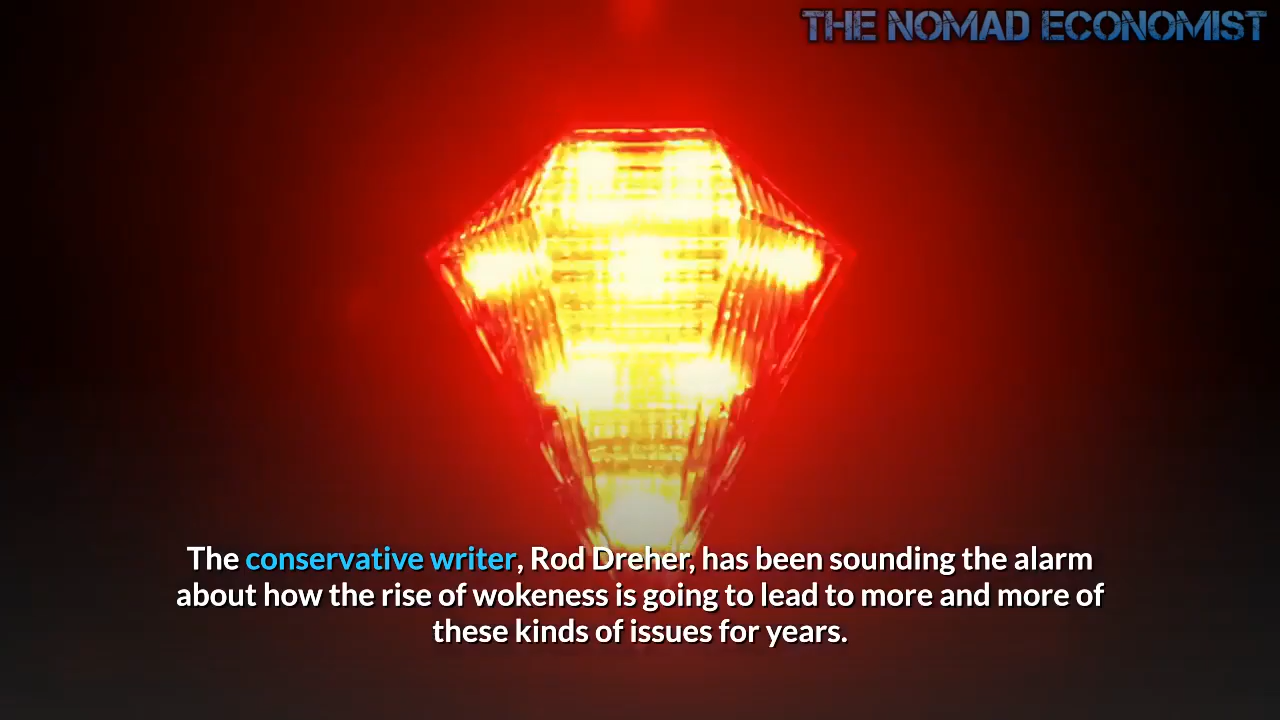 THE NOMAD ECONOMIST
The conservative writer, Rod Dreher, has been sounding the alarm
about how the rise of wokeness is going to lead to more and more of
these kinds of issues for years.